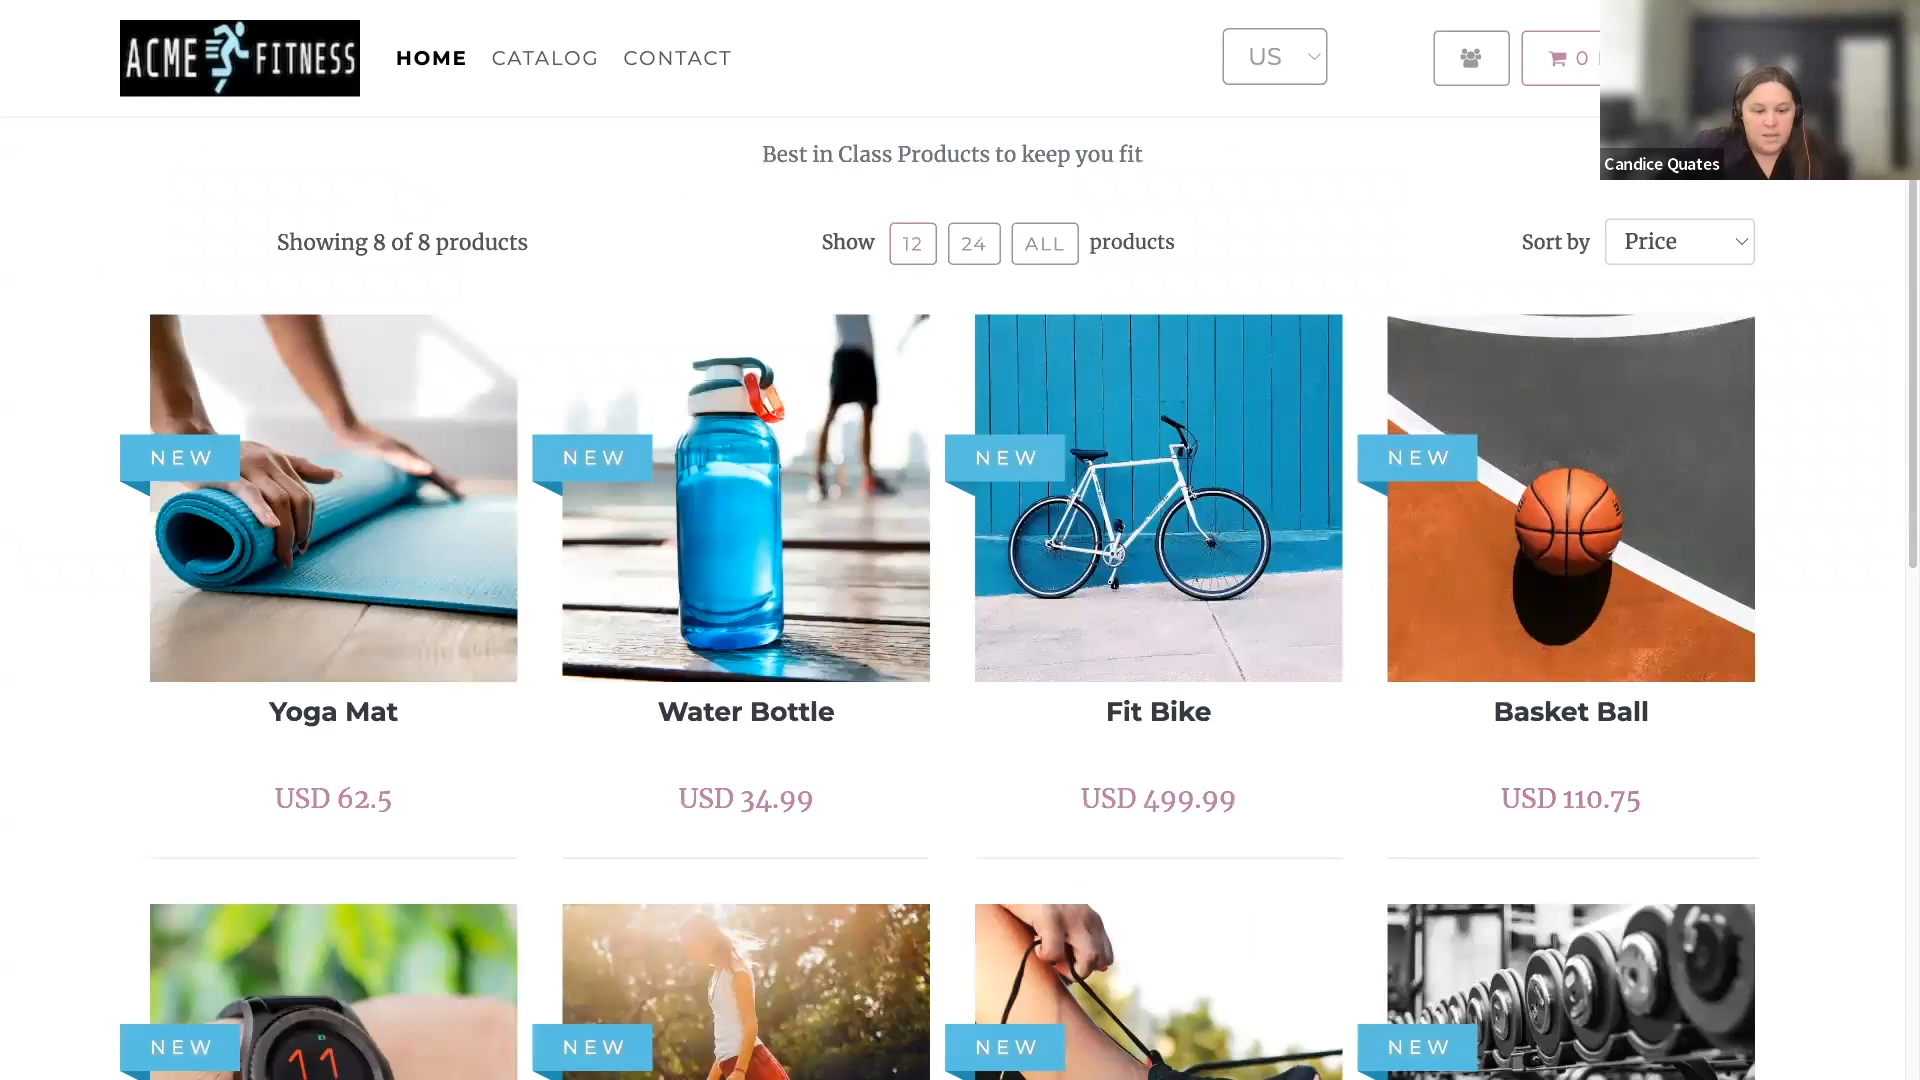 ACME FITNESS
HOME CATALOG CONTACT
US
0
Candice Quates
Best in Class Products to keep you fit
Showing 8 of 8 products
Show 12 24 ALL products
Sort by Price
NEW NEW NEW NEW
Yoga Mat Water Bottle Fit Bike Basket Ball
USD 62.5 USD 34.99 USD 499.99 USD 110.75
11
NEW NEW NEW NEW